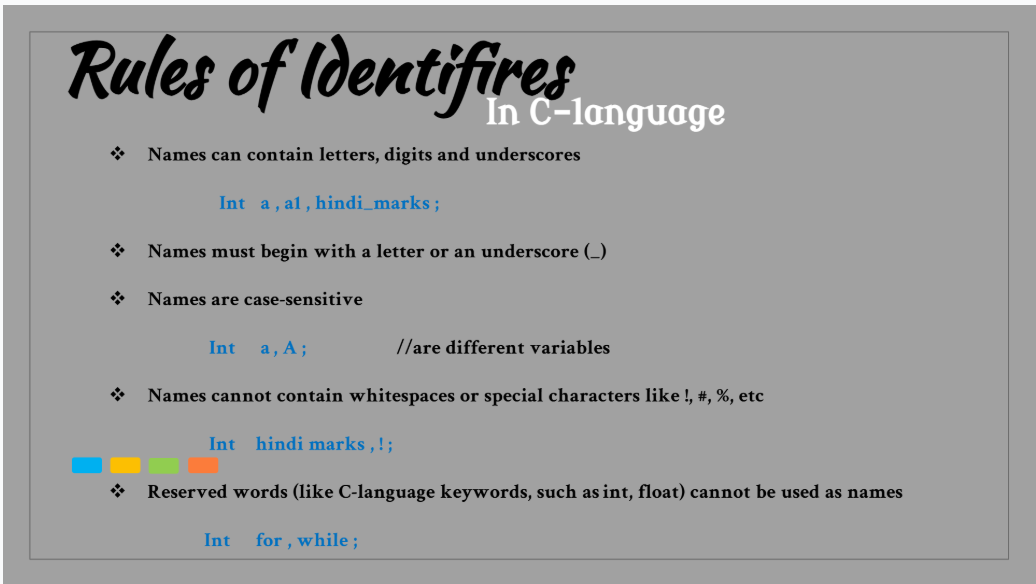 Rules of Identifires
In C-language
❖ Names can contain letters, digits and underscores
Int a , a1 , hindi_marks ;
❖ Names must begin with a letter or an underscore (_)
❖ Names are case-sensitive
Int a , A ; //are different variables
❖ Names cannot contain whitespaces or special characters like !, #, %, etc
Int hindi marks , ! ;
❖ Reserved words (like C-language keywords, such as int, float) cannot be used as names
Int for , while ;